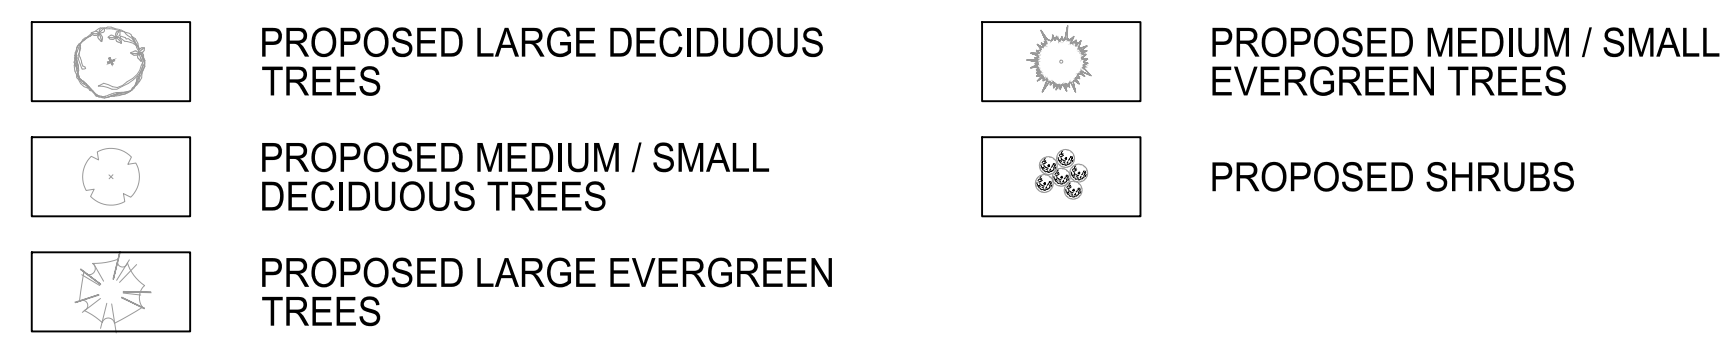 PROPOSED LARGE DECIDUOUS
TREES
PROPOSED MEDIUM / SMALL
DECIDUOUS TREES
PROPOSED LARGE EVERGREEN
TREES
PROPOSED MEDIUM / SMALL
EVERGREEN TREES
PROPOSED SHRUBS